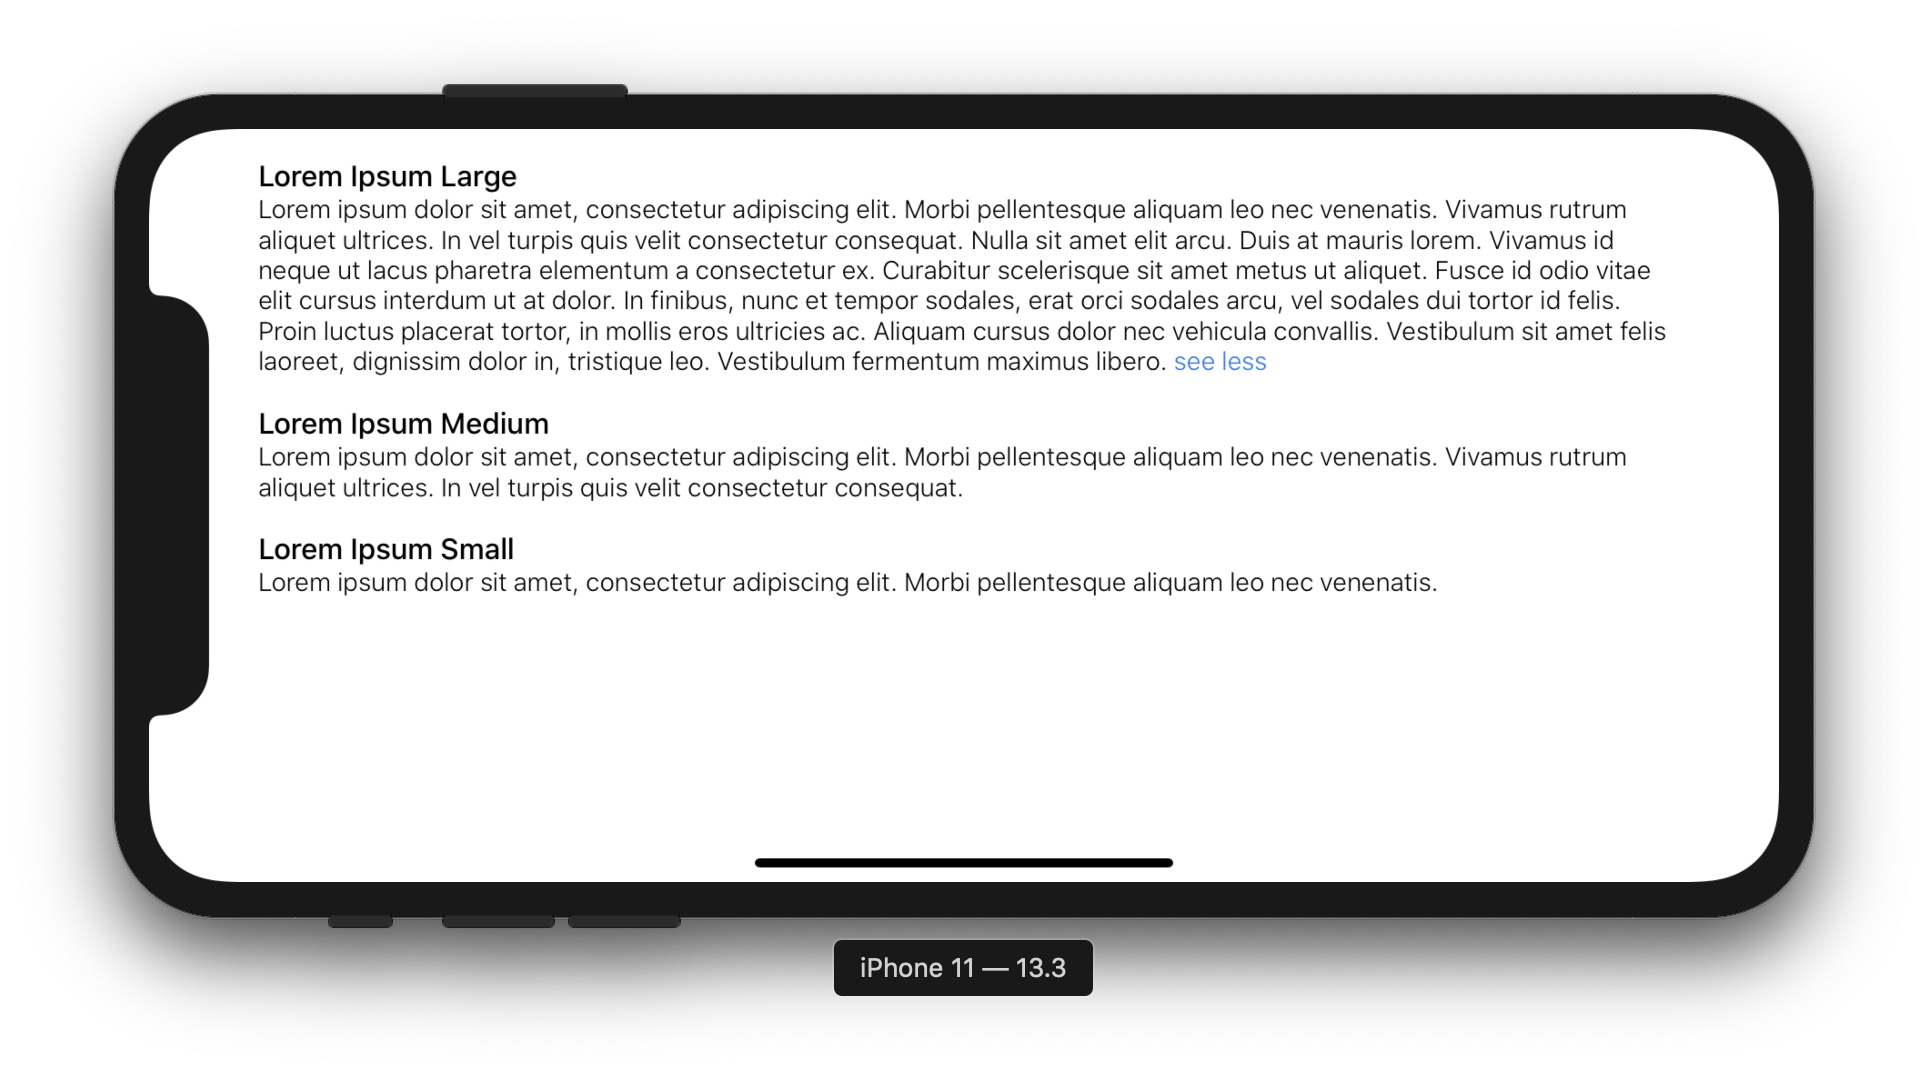 Lorem Ipsum Large
Lorem ipsum dolor sit amet, consectetur adipiscing elit. Morbi pellentesque aliquam leo nec venenatis. Vivamus rutrum
aliquet ultrices. In vel turpis quis velit consectetur consequat. Nulla sit amet elit arcu. Duis at mauris lorem. Vivamus id
neque ut lacus pharetra elementum a consectetur ex. Curabitur scelerisque sit amet metus ut aliquet. Fusce id odio vitae
elit cursus interdum ut at dolor. In finibus, nunc et tempor sodales, erat orci sodales arcu, vel sodales dui tortor id felis.
Proin luctus placerat tortor, in mollis eros ultricies ac. Aliquam cursus dolor nec vehicula convallis. Vestibulum sit amet felis
laoreet, dignissim dolor in, tristique leo. Vestibulum fermentum maximus libero. see less
Lorem Ipsum Medium
Lorem ipsum dolor sit amet, consectetur adipiscing elit. Morbi pellentesque aliquam leo nec venenatis. Vivamus rutrum
aliquet ultrices. In vel turpis quis velit consectetur consequat.
Lorem Ipsum Small
Lorem ipsum dolor sit amet, consectetur adipiscing elit. Morbi pellentesque aliquam leo nec venenatis.
iPhone 11 — 13.3